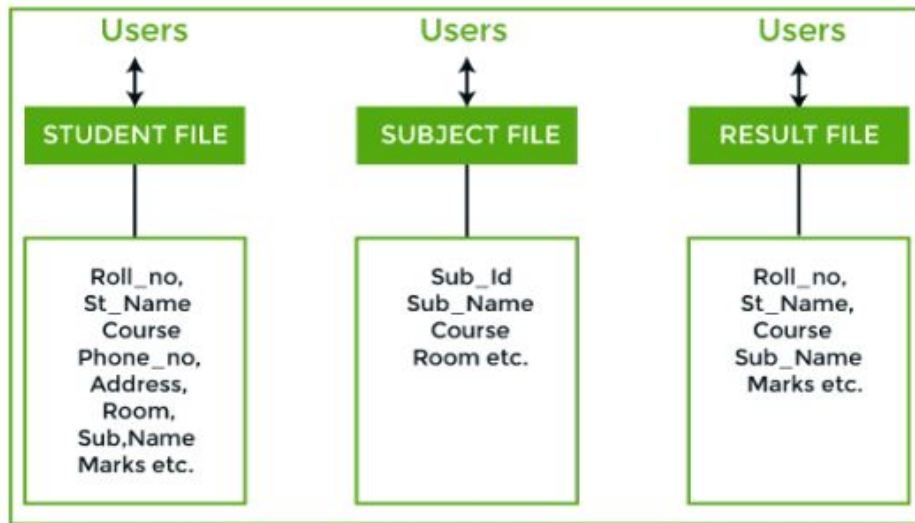 Users
STUDENT FILE
Roll_no,
St_Name
Course
Phone_no,
Address,
Room,
Sub,Name
Marks etc.
Users
SUBJECT FILE
Sub_Id
Sub_Name
Course
Room etc.
Users
RESULT FILE
Roll_no,
St_Name,
Course
Sub_Name
Marks etc.